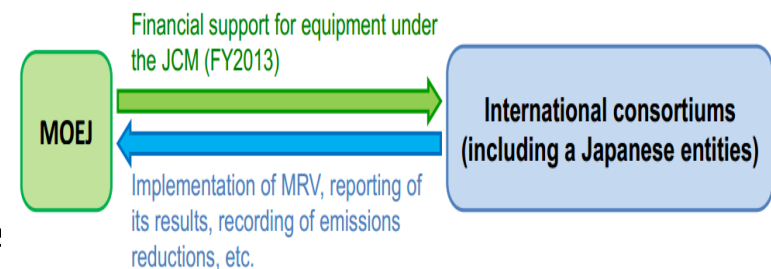 Financial support for equipment under
the JCM (FY2013)
MOEJ
International consortiums
(including a Japanese entities)
Implementation of MRV, reporting of
its results, recording of emissions
reductions, etc.